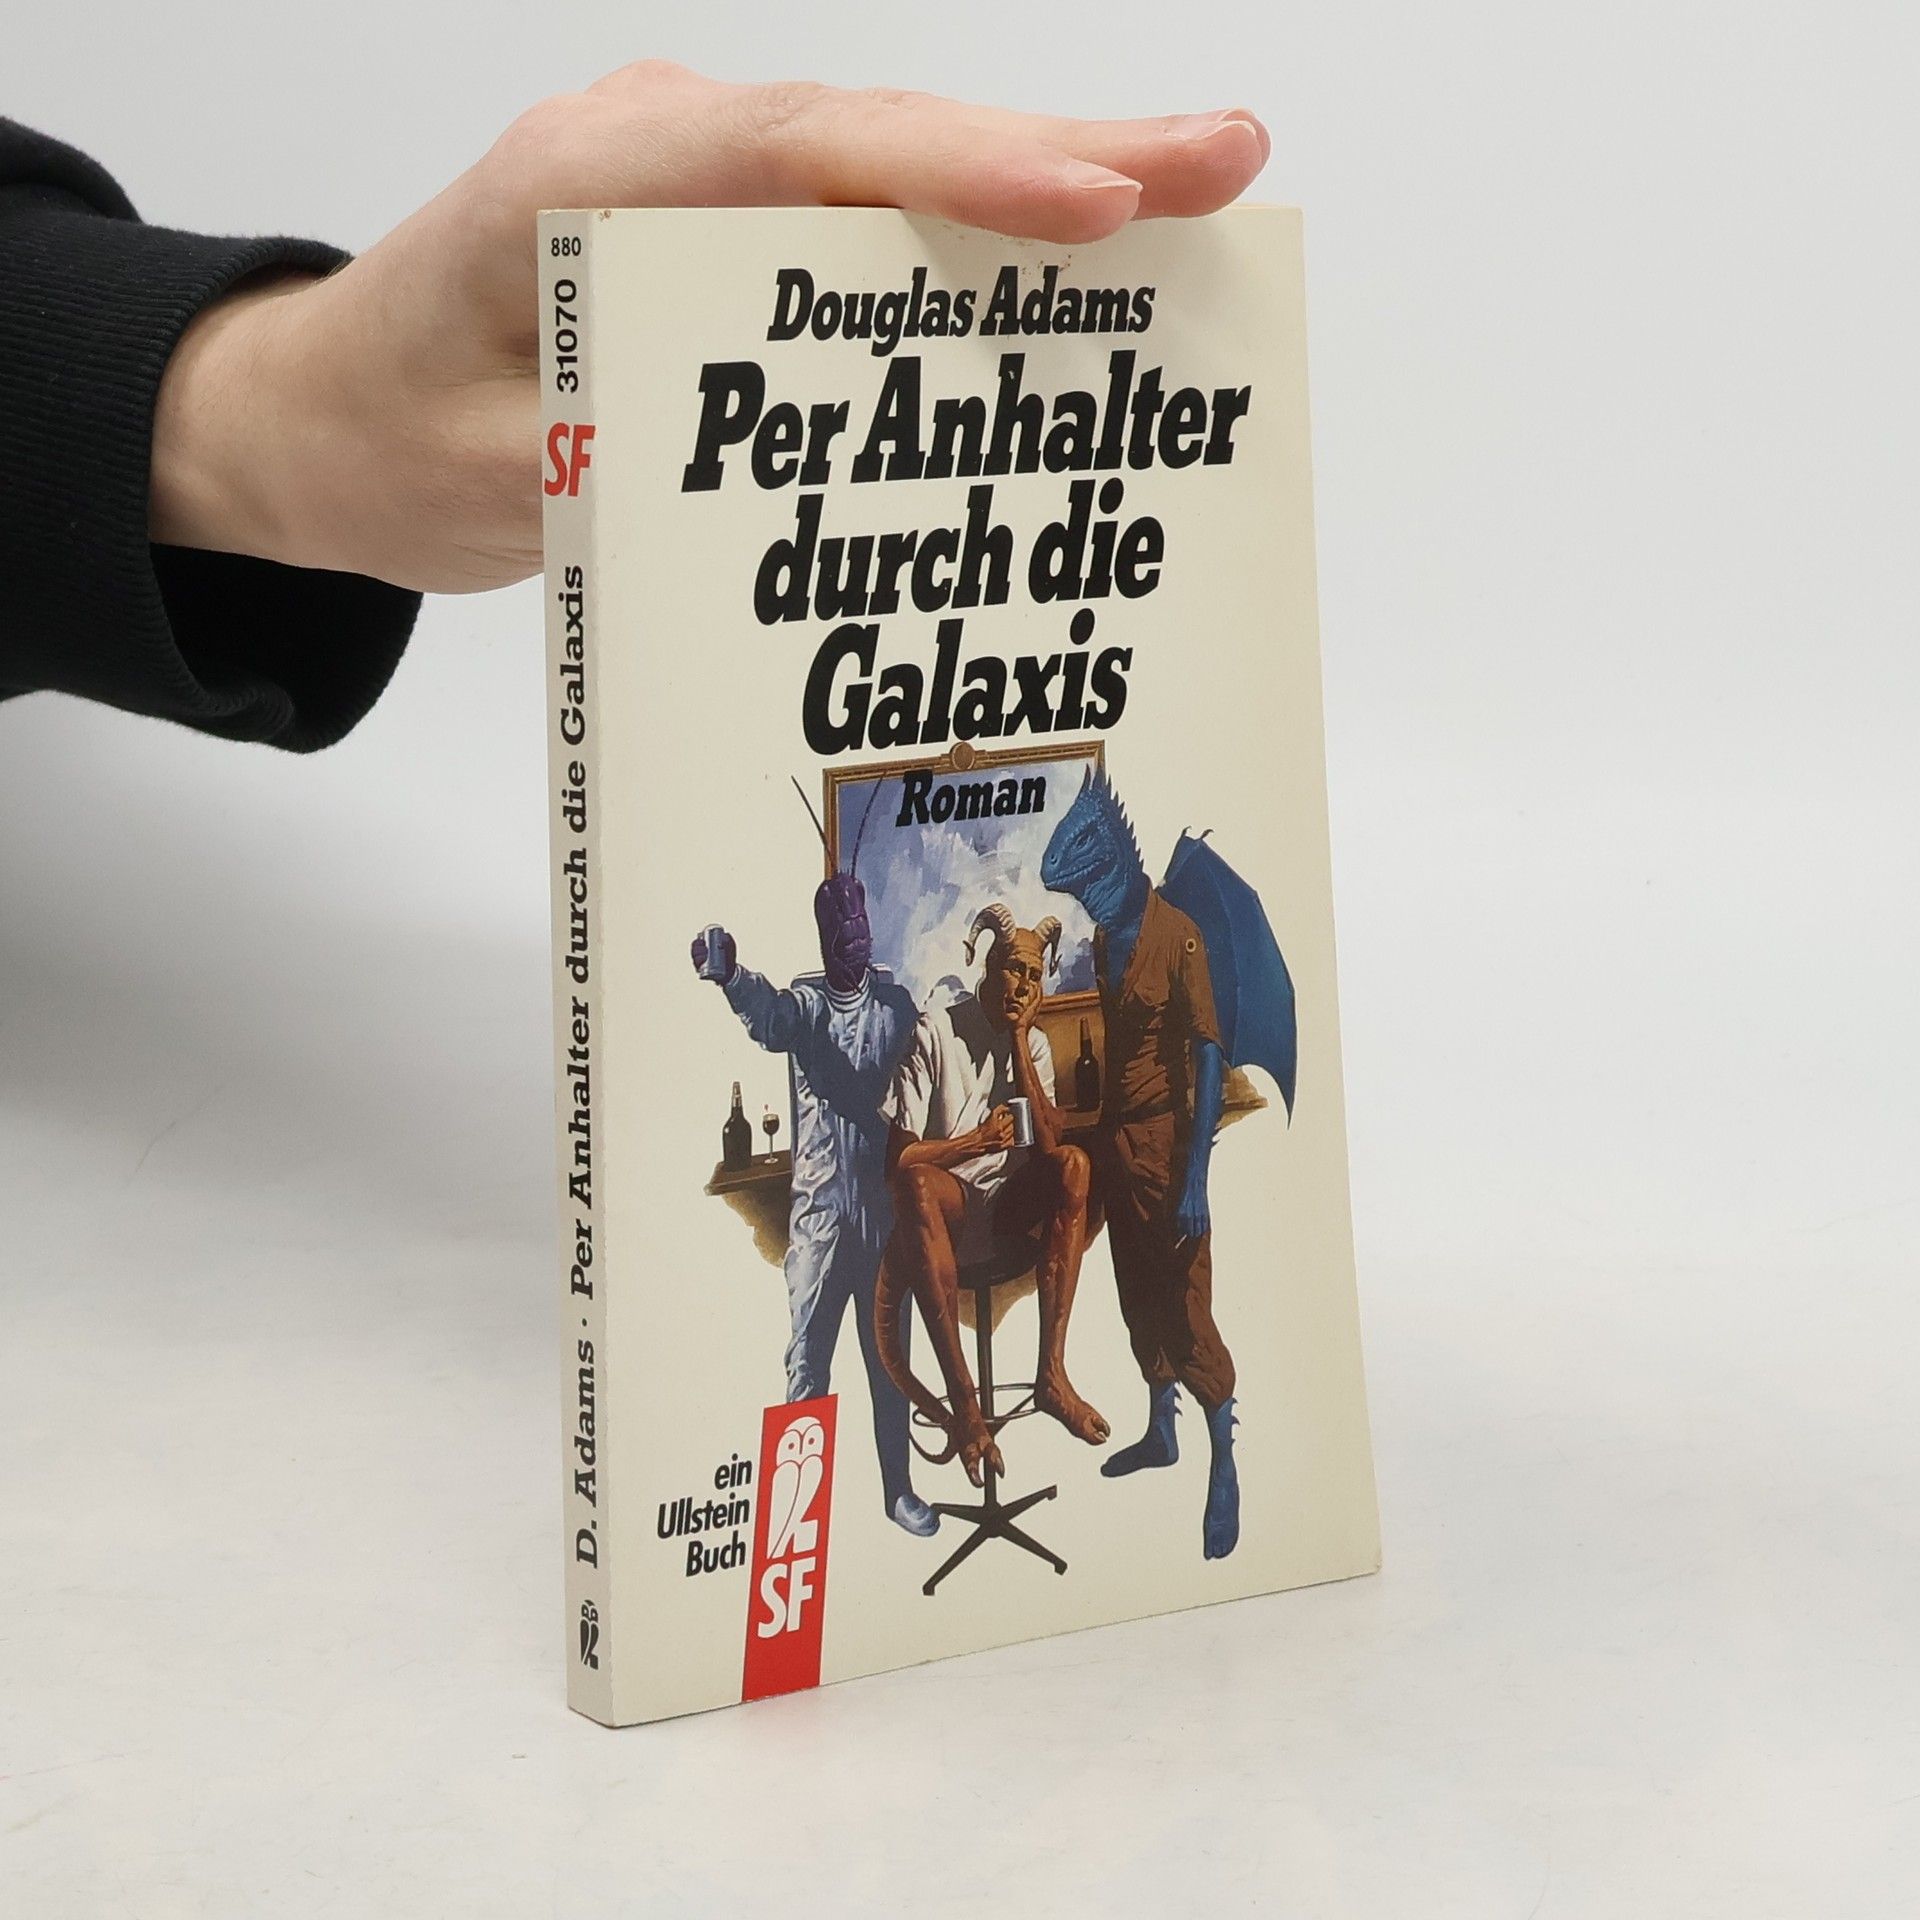 880
31070
SF
D. Adams · Per Anhalter durch die Galaxis
Douglas Adams
Per Anhalter
durch die
Galaxis
Roman
ein
Ullstein
Buch
SF